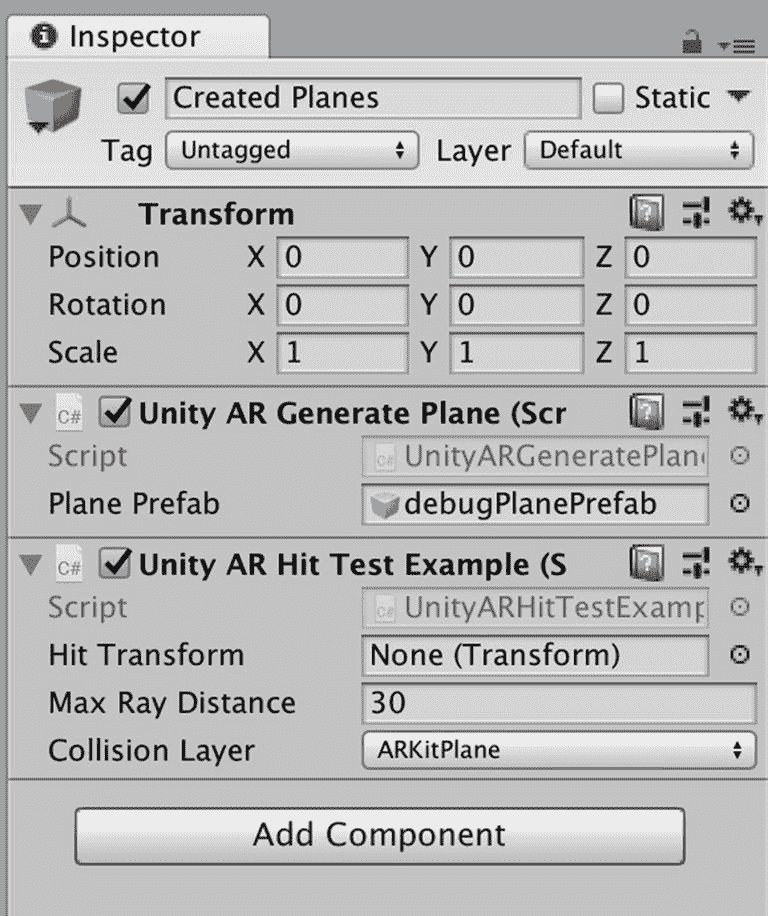 Inspector
Created Planes Static
Tag Untagged Layer Default
Transform
Position X 0 Y 0 Z 0
Rotation X 0 Y 0 Z 0
Scale X 1 Y 1 Z 1
C# Unity AR Generate Plane (Scr
Script C# UnityARGeneratePlan
Plane Prefab debugPlanePrefab
C# Unity AR Hit Test Example (S
Script C# UnityARHitTestExamp
Hit Transform None (Transform)
Max Ray Distance 30
Collision Layer ARKitPlane
Add Component